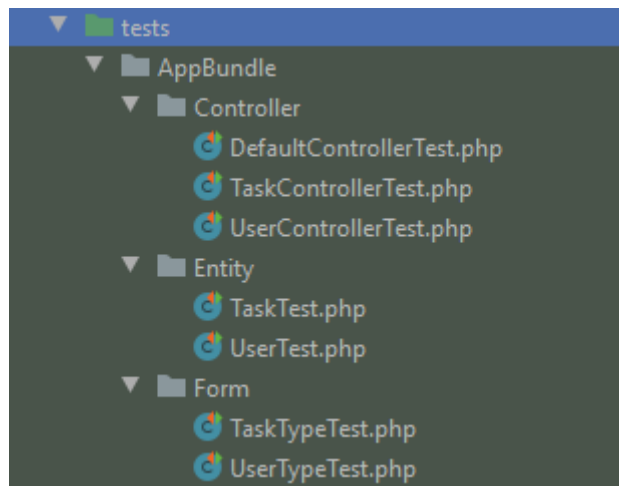 tests
AppBundle
Controller
DefaultControllerTest.php
TaskControllerTest.php
UserControllerTest.php
Entity
TaskTest.php
UserTest.php
Form
TaskTypeTest.php
UserTypeTest.php